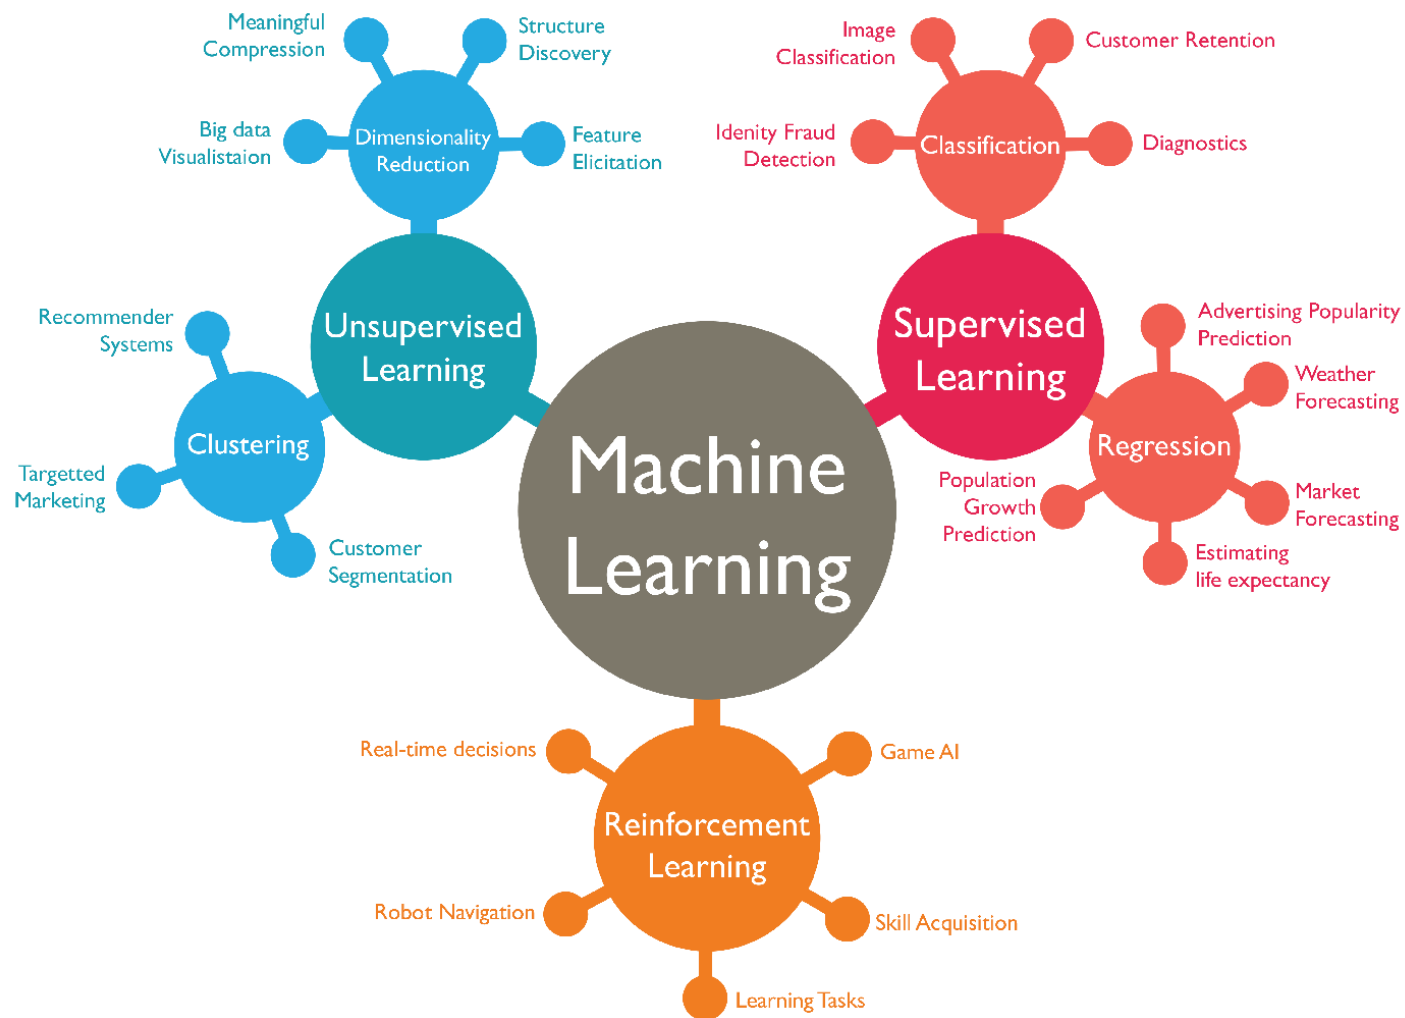 Meaningful
Compression
Structure
Discovery
Big data
Visualistaion
Dimensionality
Reduction
Feature
Elicitation
Image
Classification
Customer Retention
Idenity Fraud
Detection
Classification
Diagnostics
Unsupervised
Learning
Supervised
Learning
Recommender
Systems
Clustering
Targetted
Marketing
Customer
Segmentation
Advertising Popularity
Prediction
Weather
Forecasting
Regression
Population
Growth
Prediction
Market
Forecasting
Estimating
life expectancy
Machine
Learning
Real-time decisions
Game AI
Reinforcement
Learning
Robot Navigation
Skill Acquisition
Learning Tasks